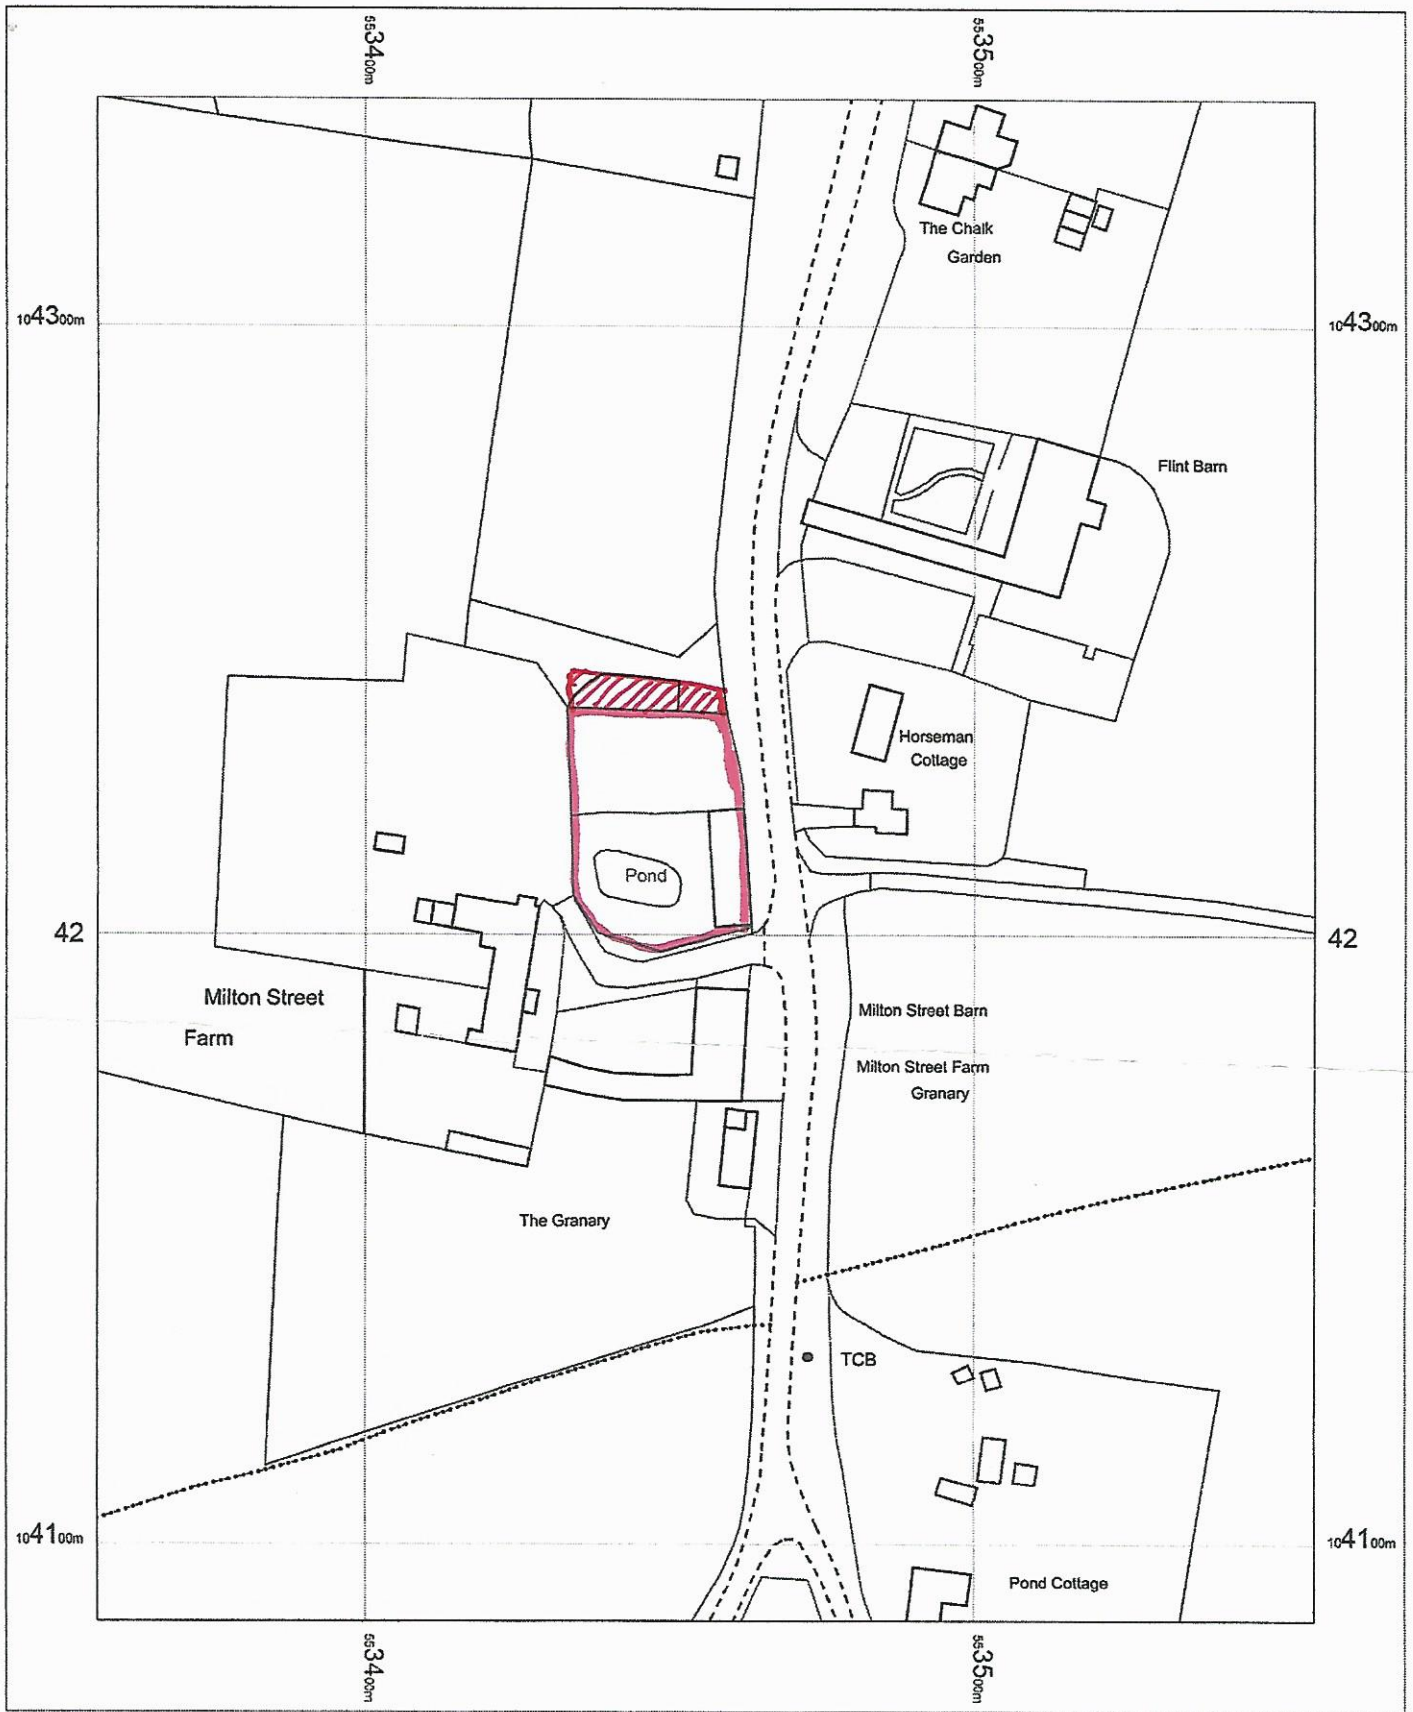 553400m
553500m
The Chalk
Garden
104300m
104300m
Flint Barn
Horseman
Cottage
Pond
42
42
Milton Street
Farm
Milton Street Barn
Milton Street Farm
Granary
The Granary
TCB
104100m
104100m
Pond Cottage
553400m
553500m